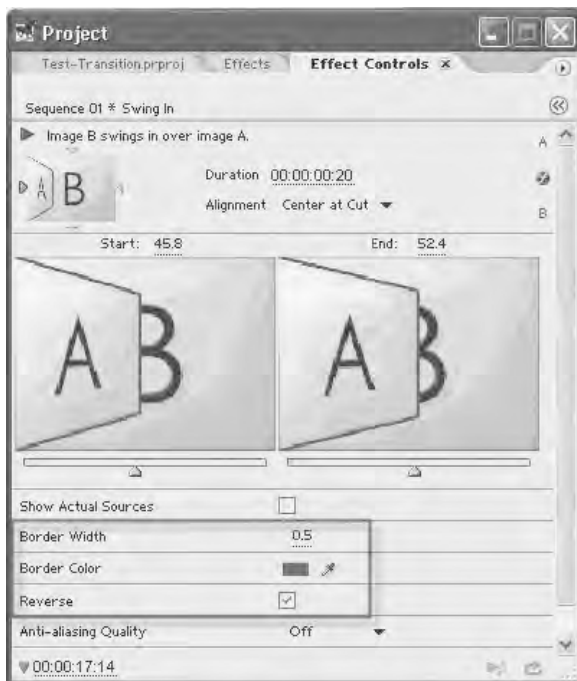 Project
Test-Transition.prproj Effects Effect Controls ×
Sequence 01 * Swing In
Image B swings in over image A.
A
A B
Duration 00:00:00:20
Alignment Center at Cut
B
Start: 45.8 End: 52.4
A B A B
Show Actual Sources
Border Width 0.5
Border Color
Reverse
Anti-aliasing Quality Off
00:00:17:14